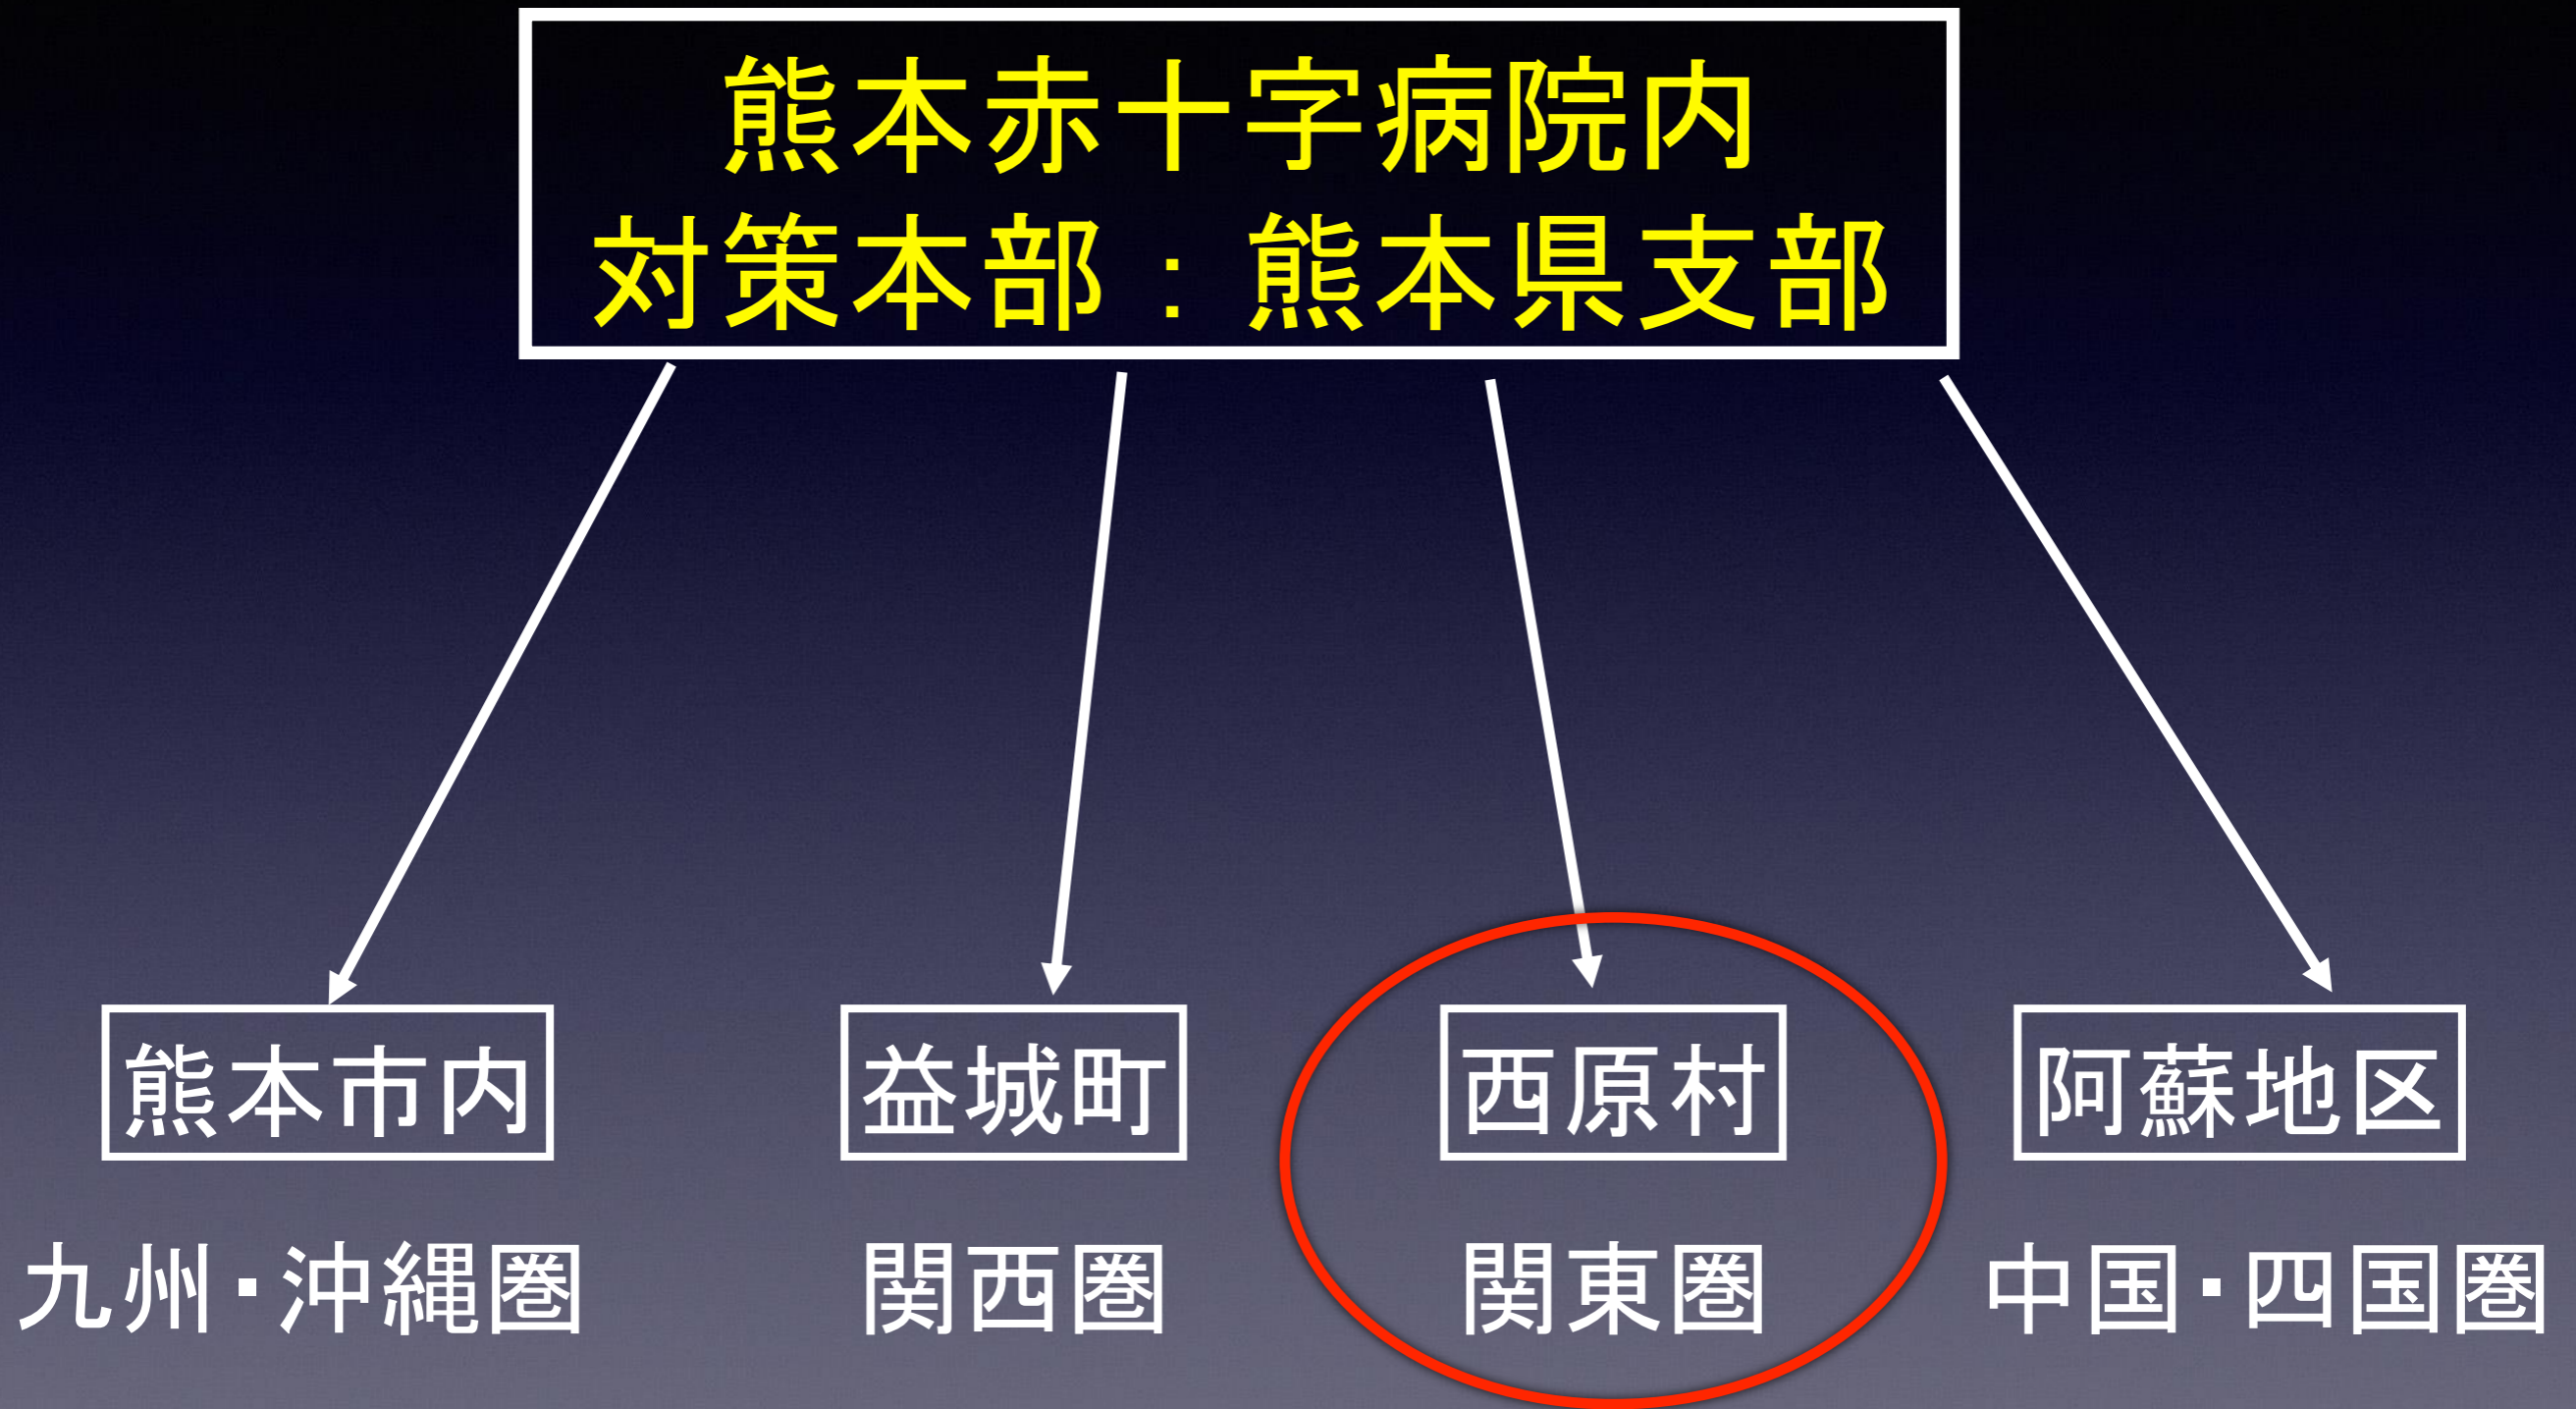 熊本赤十字病院内
対策本部：熊本県支部
熊本市内
益城町
西原村
阿蘇地区
九州・沖縄圏
関西圏
関東圏
中国・四国圏